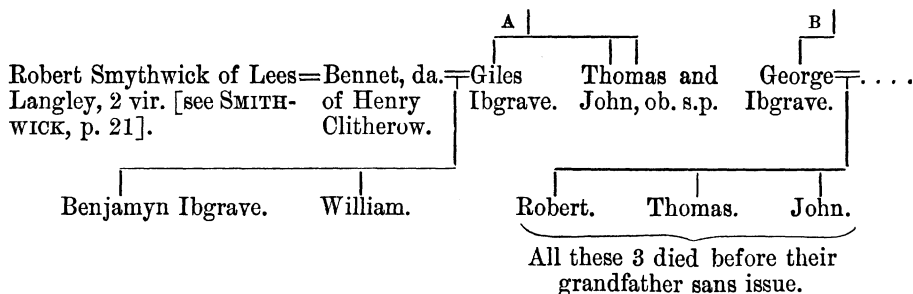 A B
Robert Smythwick of Lees=Bennet, da.=Giles Thomas and George=....
Langley, 2 vir. [see SMITH- of Henry Ibgrave. John, ob. s.p. Ibgrave.
WICK, p. 21]. Clitherow.
Benjamyn Ibgrave. William. Robert. Thomas. John.
All these 3 died before their
grandfather sans issue.